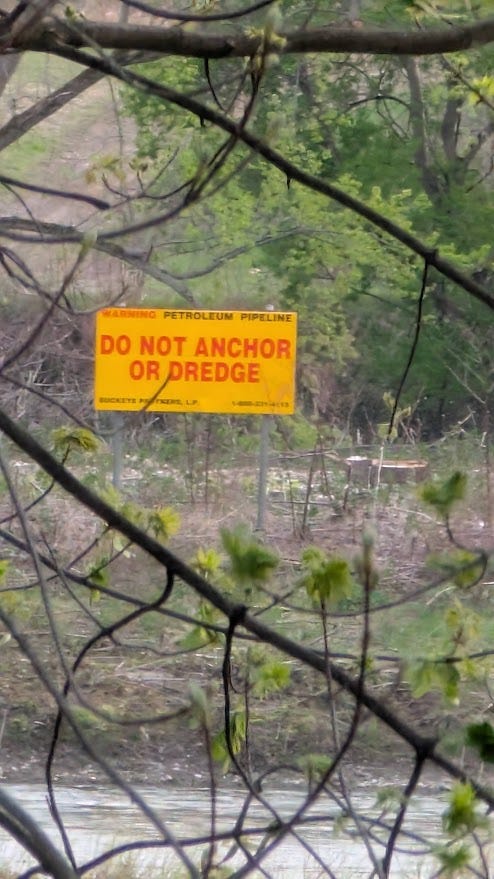 WARNING PETROLEUM PIPELINE
DO NOT ANCHOR
OR DREDGE
BUCKEYE PARTNERS, L.P.